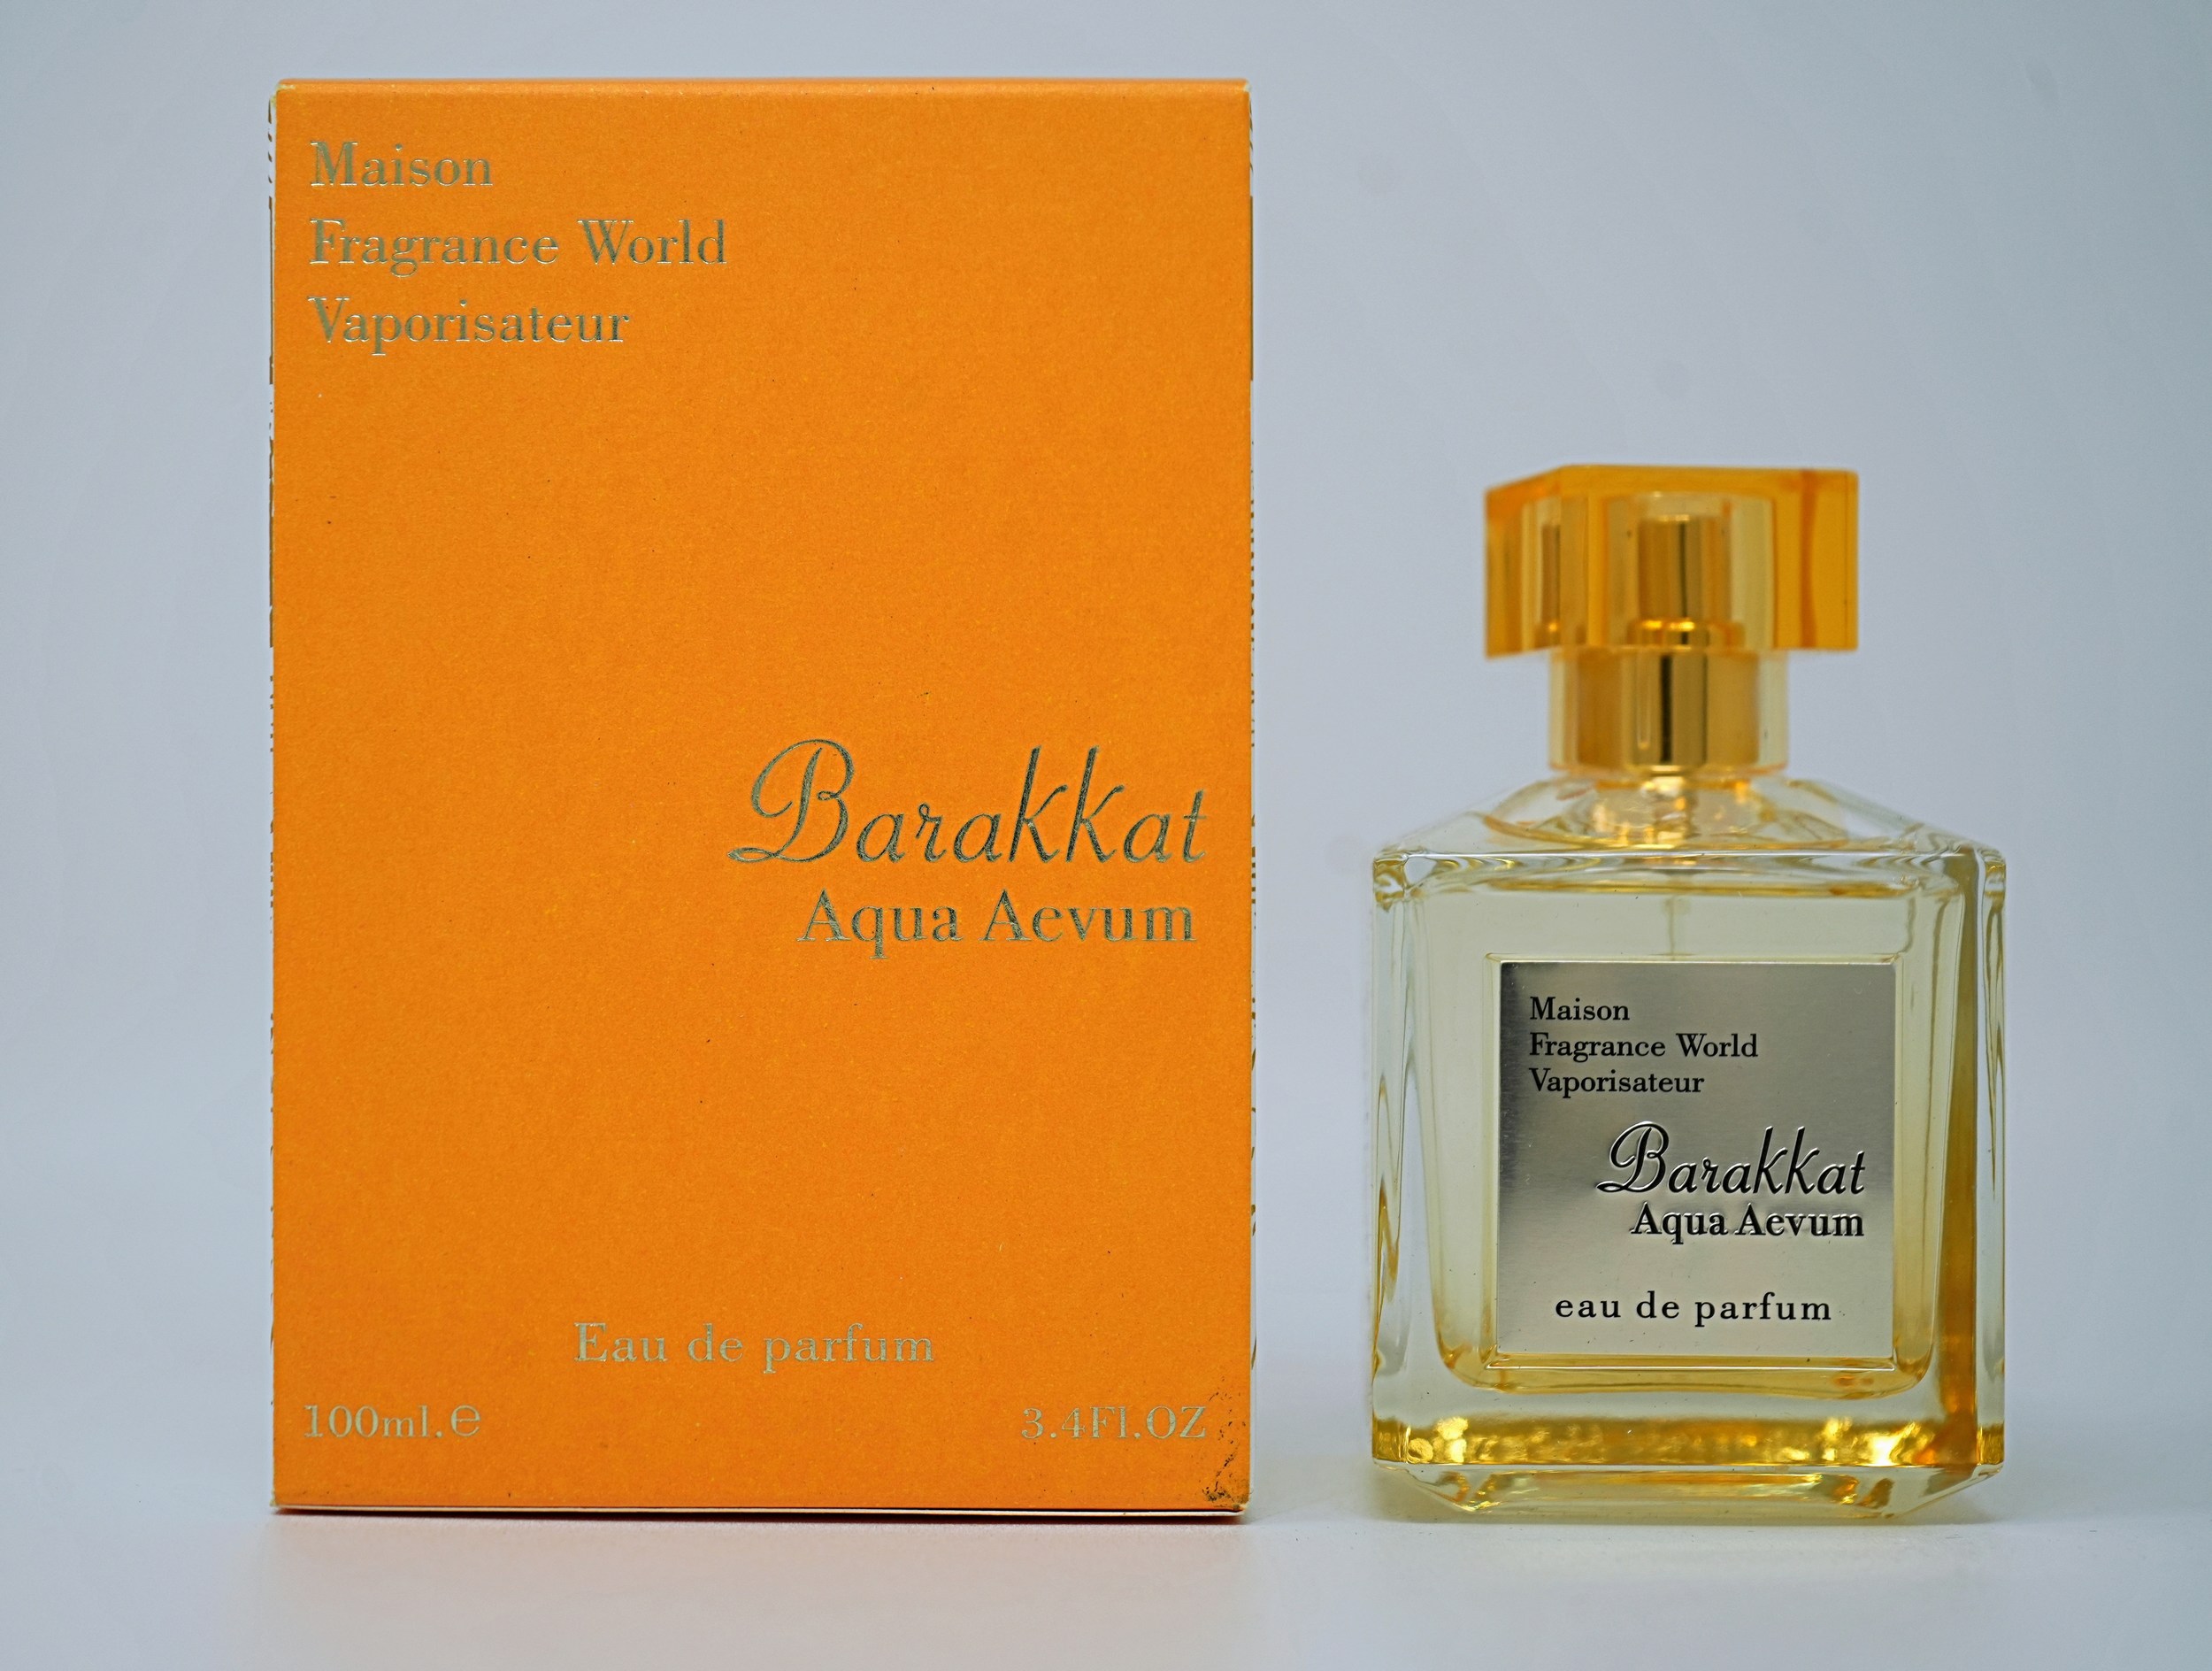 Maison
Fragrance World
Vaporisateur
Barakkat
Aqua Aevum
Eau de parfum
100ml.e
3.4Fl.OZ
Maison
Fragrance World
Vaporisateur
Barakkat
Aqua Aevum
eau de parfum